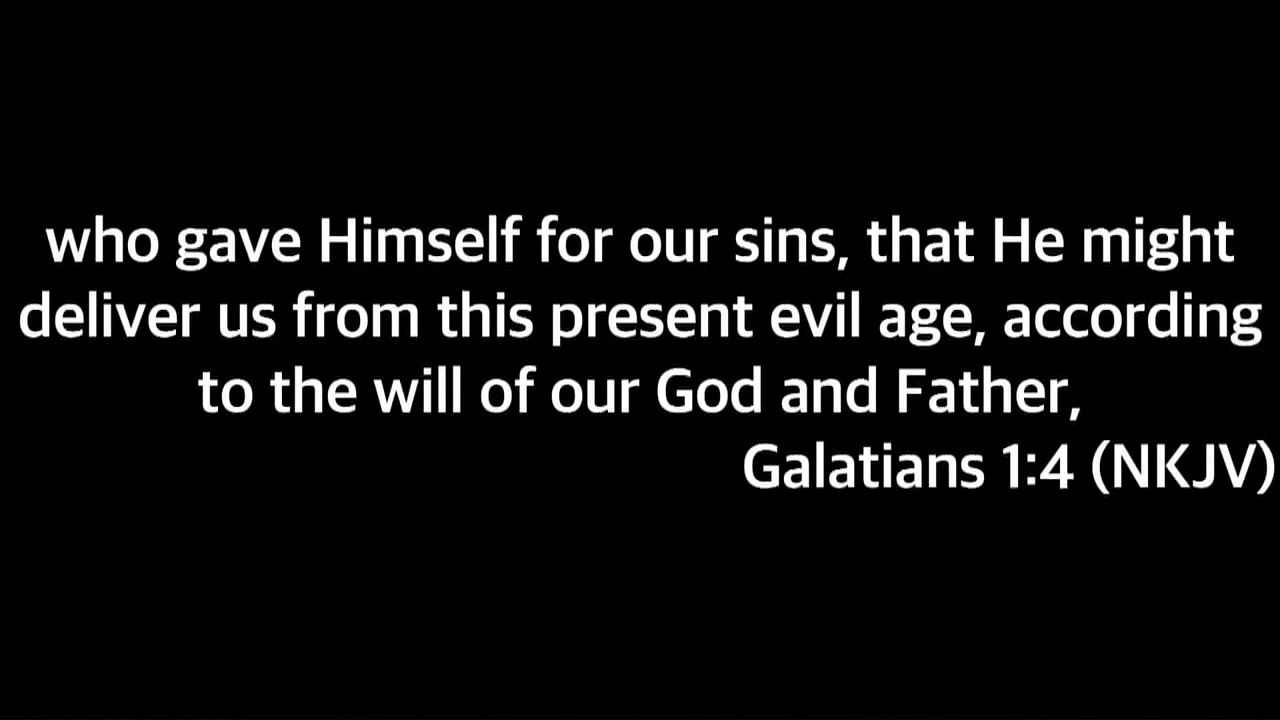 who gave Himself for our sins, that He might
deliver us from this present evil age, according
to the will of our God and Father,
Galatians 1:4 (NKJV)